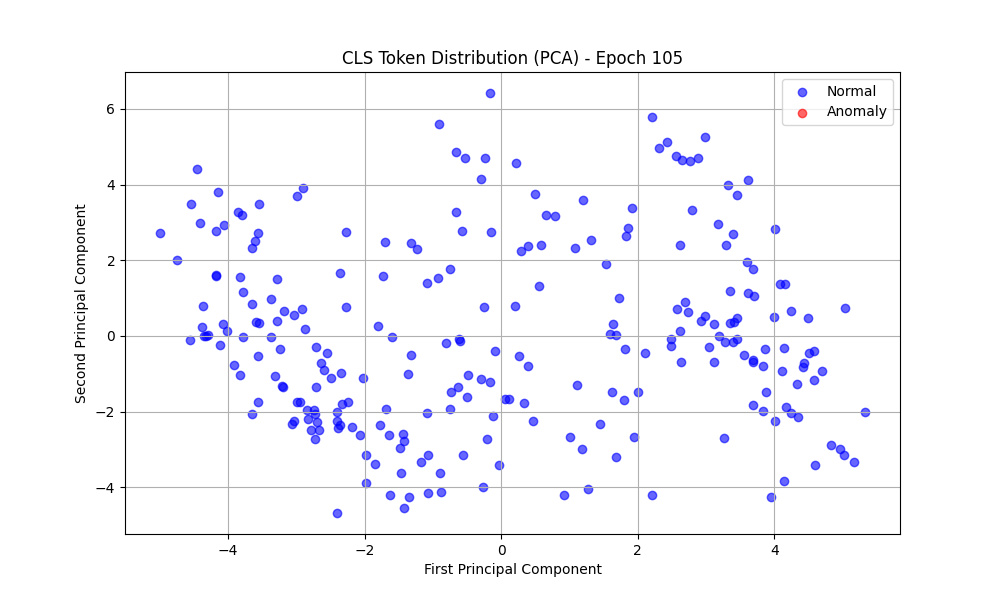 CLS Token Distribution (PCA) - Epoch 105
Normal
Anomaly
6
4
2
0
−2
−4
Second Principal Component
−4
−2
0
2
4
First Principal Component